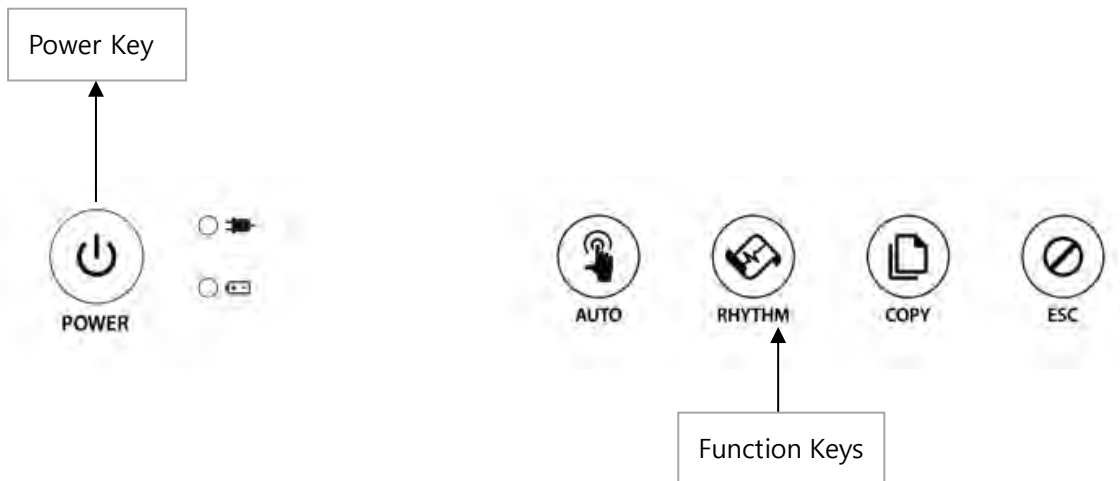 Power Key
POWER
AUTO
RHYTHM
COPY
ESC
Function Keys